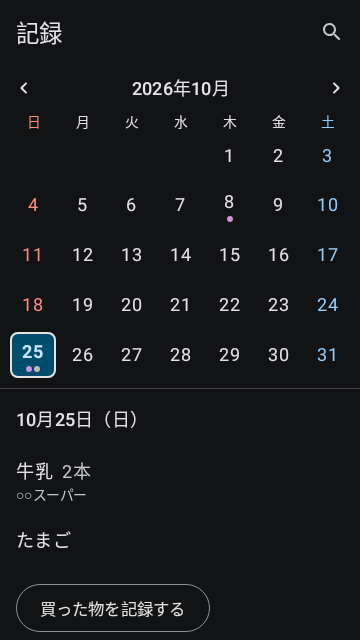 記録
2026年10月
日 月 火 水 木 金 土
1 2 3
4 5 6 7 8 9 10
11 12 13 14 15 16 17
18 19 20 21 22 23 24
25 26 27 28 29 30 31
10月25日（日）
牛乳 2本
○○スーパー
たまご
買った物を記録する